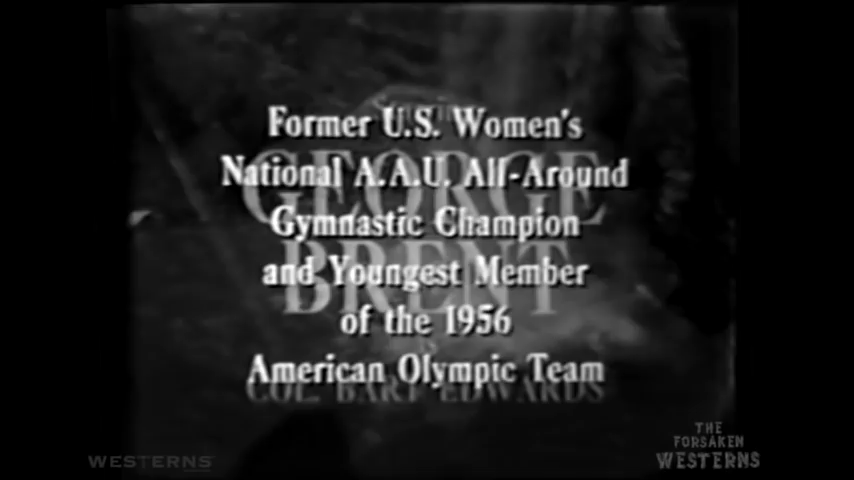 Former U.S. Women's
National A.A.U. All-Around
Gymnastic Champion
and Youngest Member
of the 1956
American Olympic Team
GEORGE
BRENT
COL. BART EDWARDS
WESTERNS
THE
FORSAKEN
WESTERNS